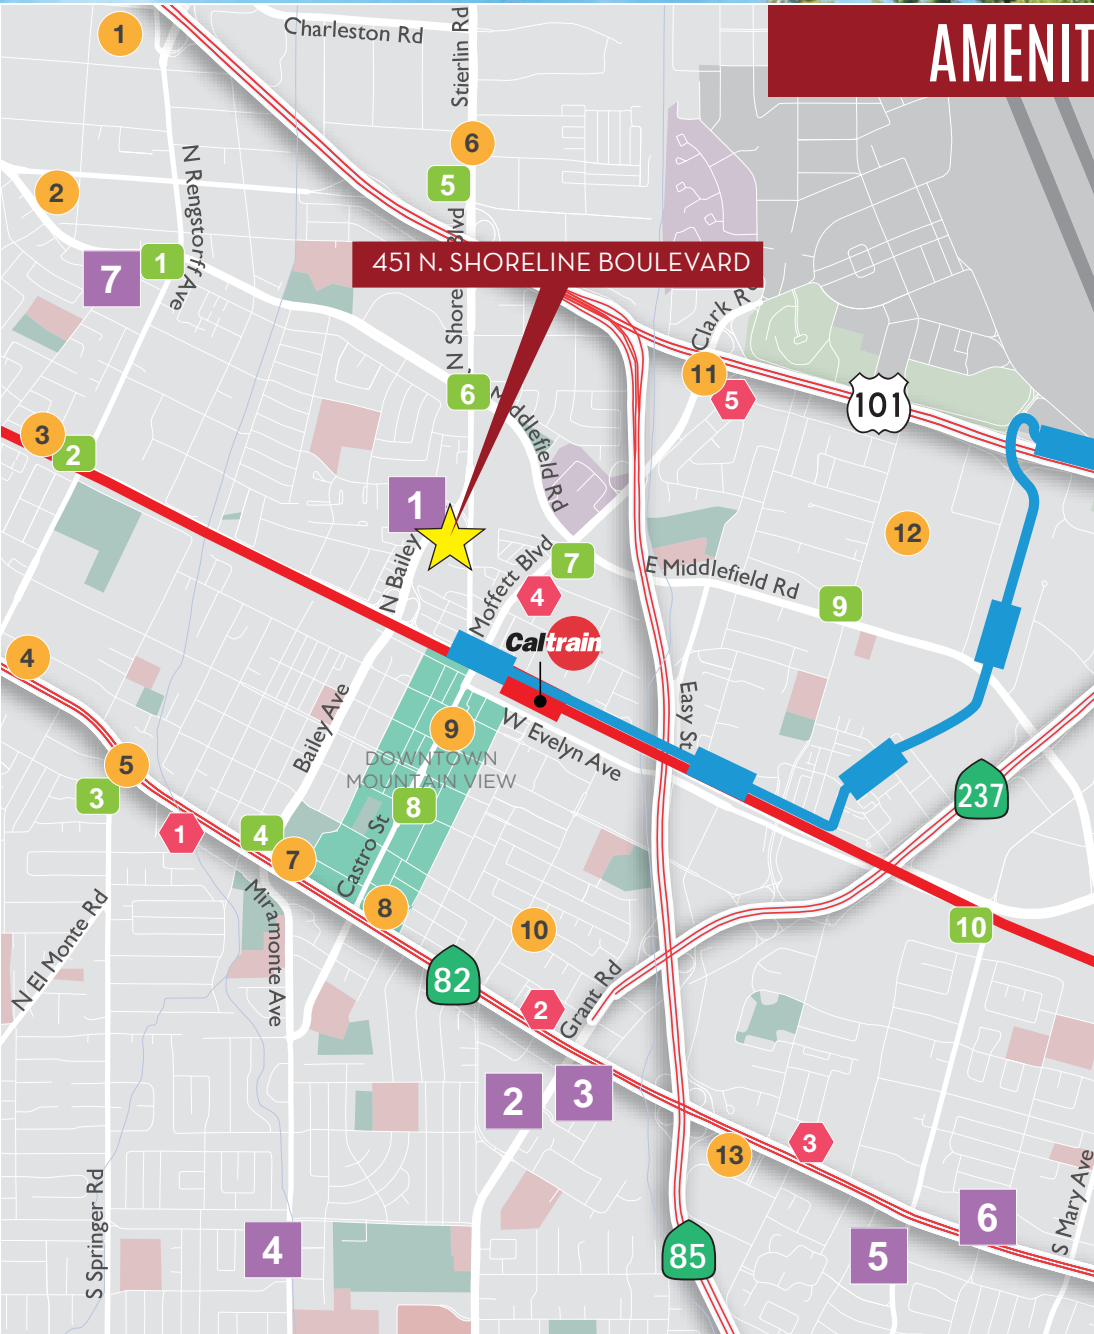 AMENIT
1
Charleston Rd
Stierlin Rd
6
5
2
N Rengstorff Ave
7
1
N Shore
Blvd
451 N. SHORELINE BOULEVARD
Clark R
11
5
101
6
Middlefield Rd
3
2
1
12
N Bailey
Moffett Blvd
7
E Middlefield Rd
4
9
Caltrain
4
Bailey Ave
9
W Evelyn Ave
Easy St
DOWNTOWN
MOUNTAIN VIEW
5
3
8
237
1
4
7
Castro St
Miramonte Ave
8
10
10
N El Monte Rd
82
2
Grant Rd
2
3
13
3
S Springer Rd
4
85
5
6
S Mary Ave